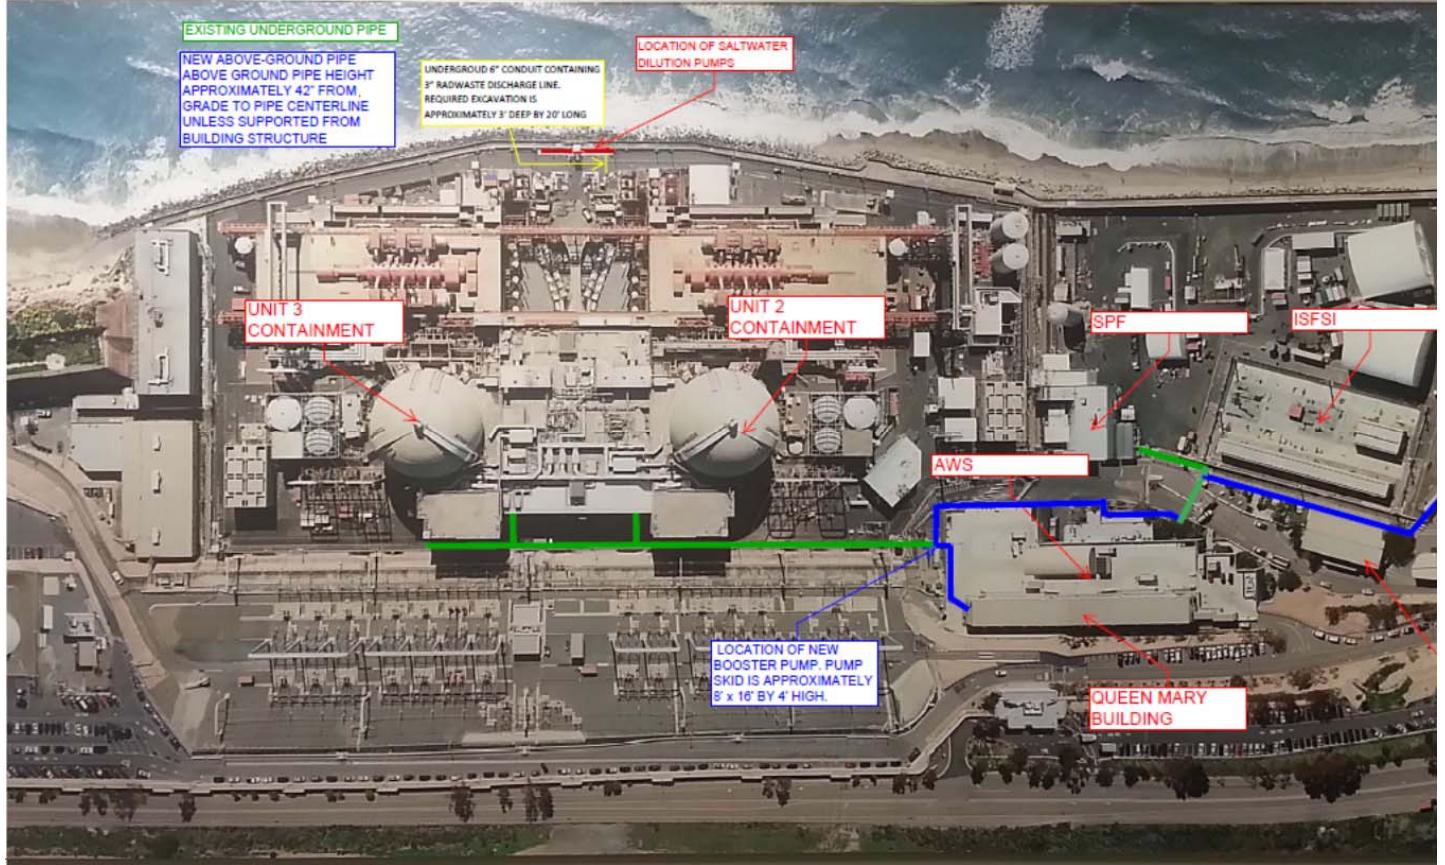 EXISTING UNDERGROUND PIPE
NEW ABOVE-GROUND PIPE
ABOVE GROUND PIPE HEIGHT
APPROXIMATELY 42" FROM
GRADE TO PIPE CENTERLINE
UNLESS SUPPORTED FROM
BUILDING STRUCTURE
UNDERGROUD 6" CONDUIT CONTAINING
3" RADWASTE DISCHARGE LINE.
REQUIRED EXCAVATION IS
APPROXIMATELY 3' DEEP BY 20' LONG
LOCATION OF SALTWATER
DILUTION PUMPS
UNIT 3
CONTAINMENT
UNIT 2
CONTAINMENT
SPF
ISFSI
AWS
LOCATION OF NEW
BOOSTER PUMP. PUMP
SKID IS APPROXIMATELY
8' x 16' BY 4' HIGH.
QUEEN MARY
BUILDING